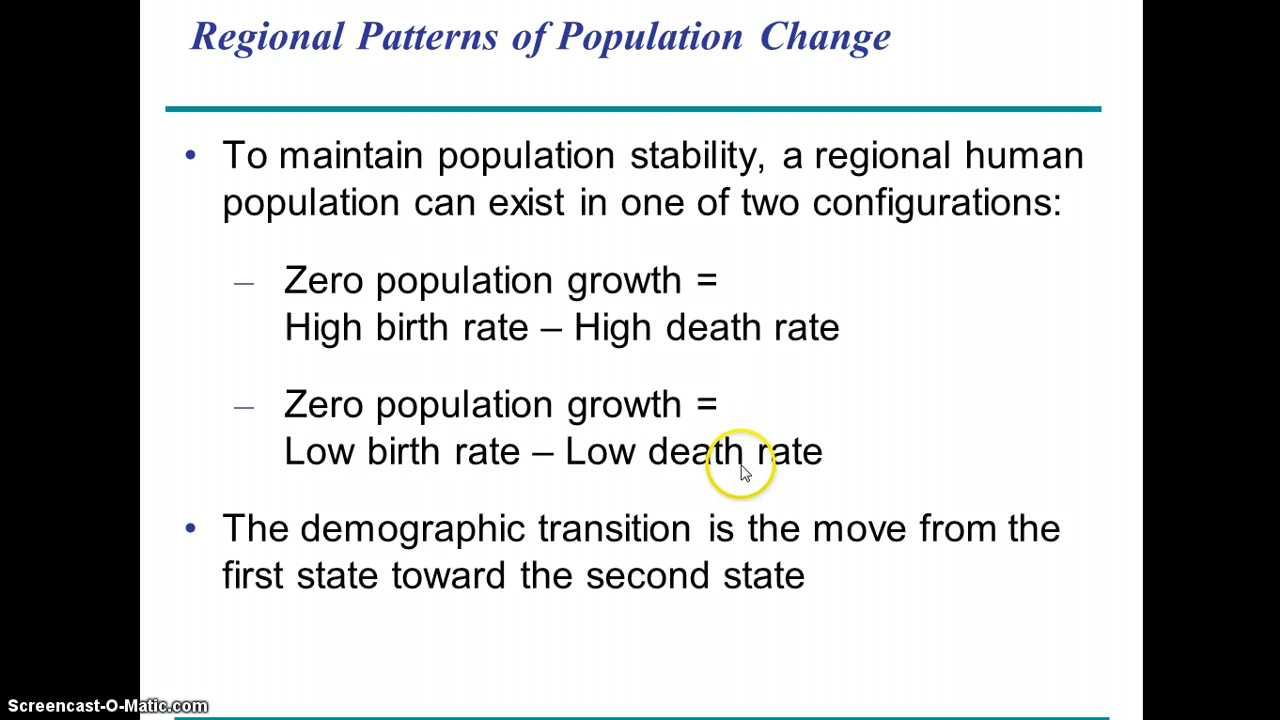 Regional Patterns of Population Change
• To maintain population stability, a regional human
population can exist in one of two configurations:
– Zero population growth =
High birth rate – High death rate
– Zero population growth =
Low birth rate – Low death rate
• The demographic transition is the move from the
first state toward the second state
Screencast-O-Matic.com